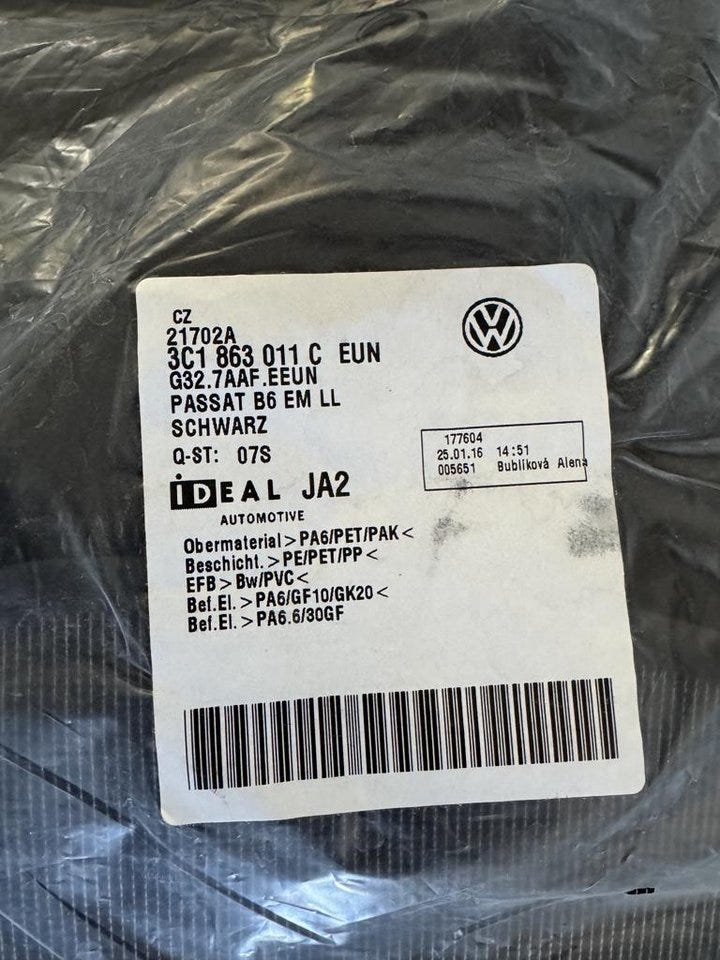 CZ
21702A
3C1 863 011 C EUN
G32.7AAF.EEUN
PASSAT B6 EM LL
SCHWARZ
Q-ST: 07S
177604
25.01.16 14:51
005651 Bublíková Alena
iDEAL JA2
AUTOMOTIVE
Obermaterial>PA6/PET/PAK<
Beschicht.>PE/PET/PP<
EFB>Bw/PVC<
Bef.El.>PA6/GF10/GK20<
Bef.El.>PA6.6/30GF